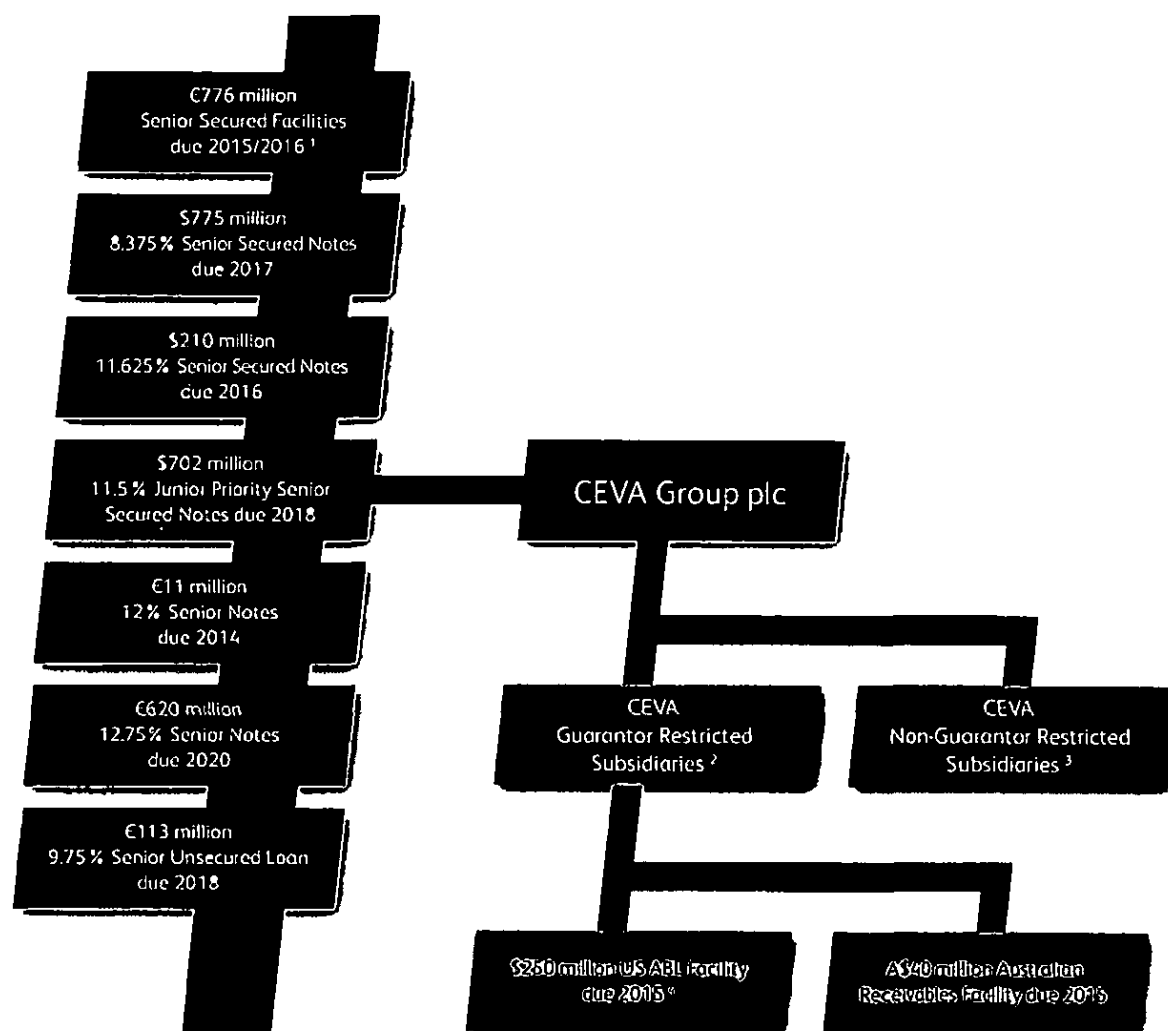 €776 million
Senior Secured Facilities
due 2015/2016 ¹
$775 million
8.375% Senior Secured Notes
due 2017
$210 million
11.625% Senior Secured Notes
due 2016
$702 million
11.5% Junior Priority Senior
Secured Notes due 2018
€11 million
12% Senior Notes
due 2014
€620 million
12.75% Senior Notes
due 2020
€113 million
9.75% Senior Unsecured Loan
due 2018
CEVA Group plc
CEVA
Guarantor Restricted
Subsidiaries ²
CEVA
Non-Guarantor Restricted
Subsidiaries ³
million US ABL Facility
due
A$40 million Australian
Receivables Facility due